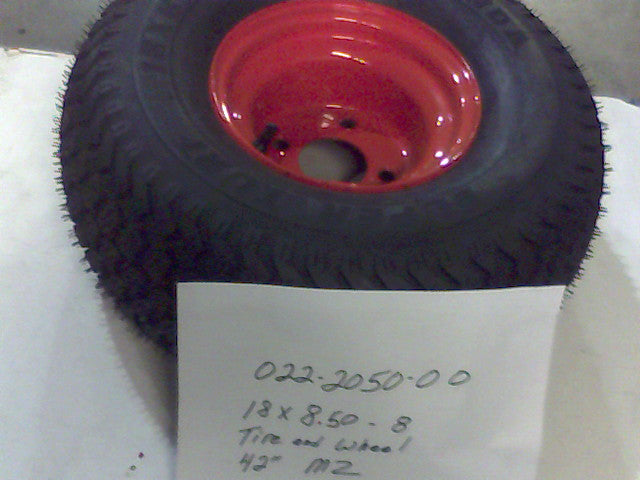 022-2050-00
18 x 8.50 - 8
Tire and Wheel
42" MZ